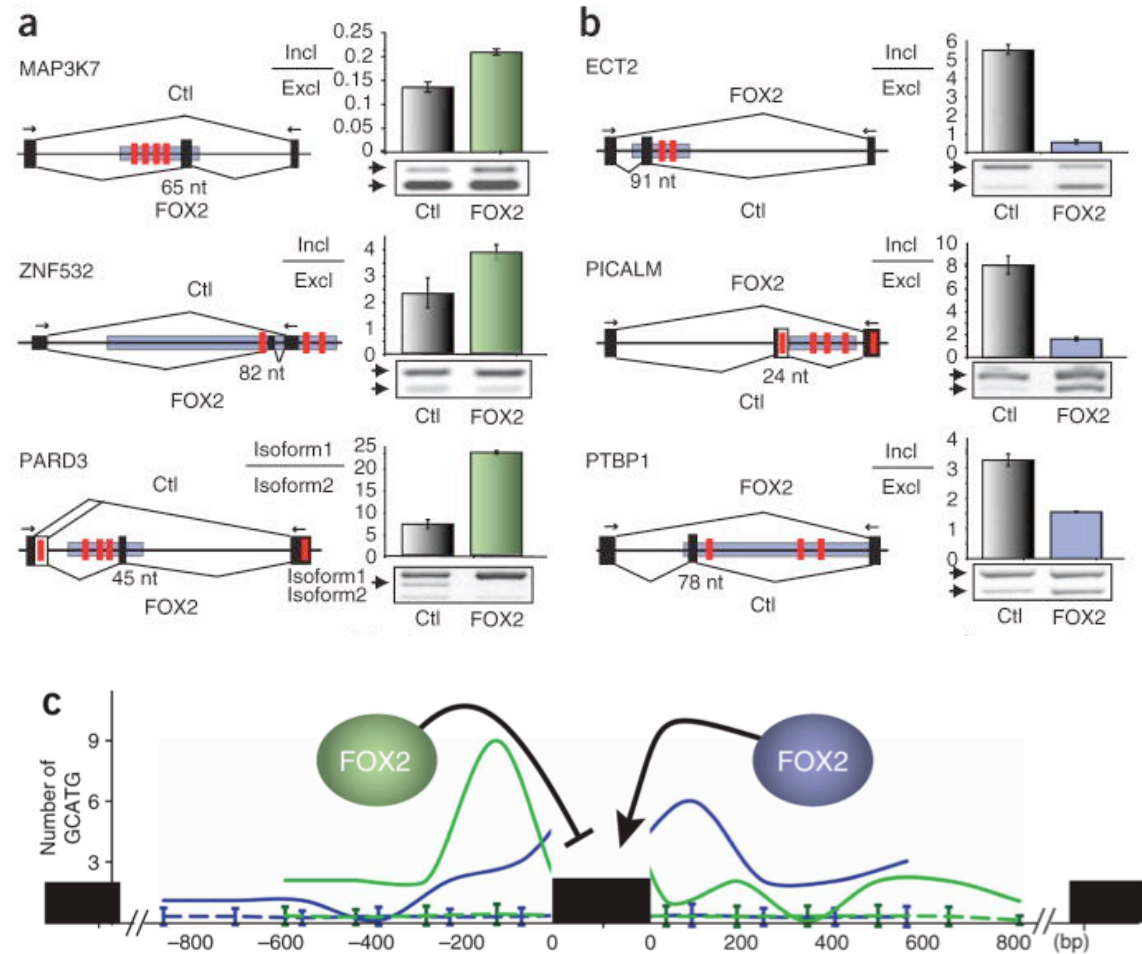 a
MAP3K7
Ctl
65 nt
FOX2
Incl
Excl
0.25
0.2
0.15
0.1
0.05
0
Ctl FOX2
ZNF532
Ctl
82 nt
FOX2
Incl
Excl
4
3
2
1
0
Ctl FOX2
PARD3
Ctl
45 nt
FOX2
Isoform1
Isoform2
25
20
15
10
5
0
Isoform1
Isoform2
Ctl FOX2
b
ECT2
FOX2
91 nt
Ctl
Incl
Excl
6
5
4
3
2
1
0
Ctl FOX2
PICALM
FOX2
24 nt
Ctl
Incl
Excl
10
8
6
4
2
0
Ctl FOX2
PTBP1
FOX2
78 nt
Ctl
Incl
Excl
4
3
2
1
0
Ctl FOX2
c
Number of
GCATG
9
6
3
FOX2 FOX2
−800 −600 −400 −200 0 0 200 400 600 800 (bp)